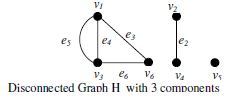 v₁ v₂
e₅ e₄ e₃ e₂
v₃ e₆ v₆ v₄ v₅
Disconnected Graph H with 3 components